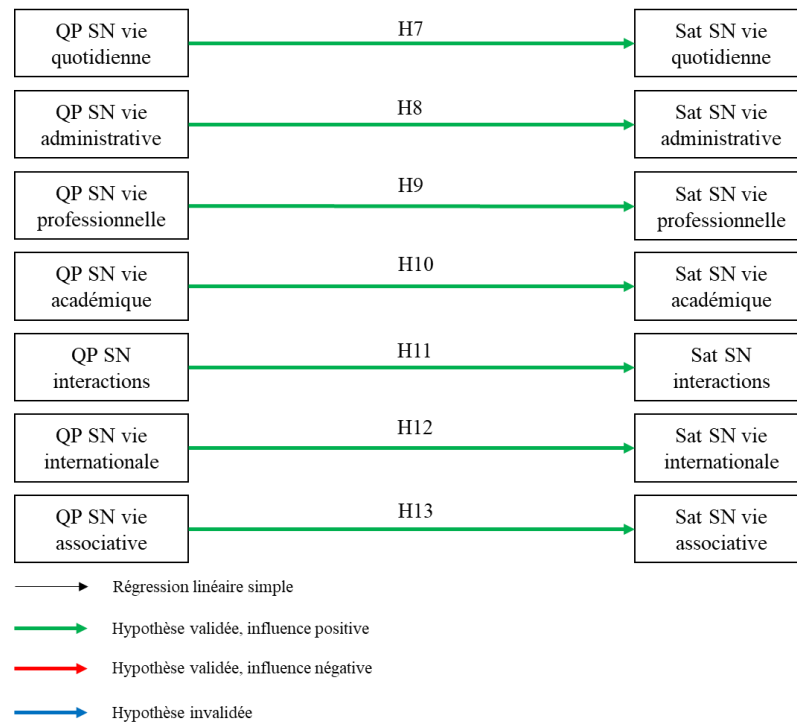 QP SN vie
quotidienne
H7
Sat SN vie
quotidienne
QP SN vie
administrative
H8
Sat SN vie
administrative
QP SN vie
professionnelle
H9
Sat SN vie
professionnelle
QP SN vie
académique
H10
Sat SN vie
académique
QP SN
interactions
H11
Sat SN
interactions
QP SN vie
internationale
H12
Sat SN vie
internationale
QP SN vie
associative
H13
Sat SN vie
associative
Régression linéaire simple
Hypothèse validée, influence positive
Hypothèse validée, influence négative
Hypothèse invalidée